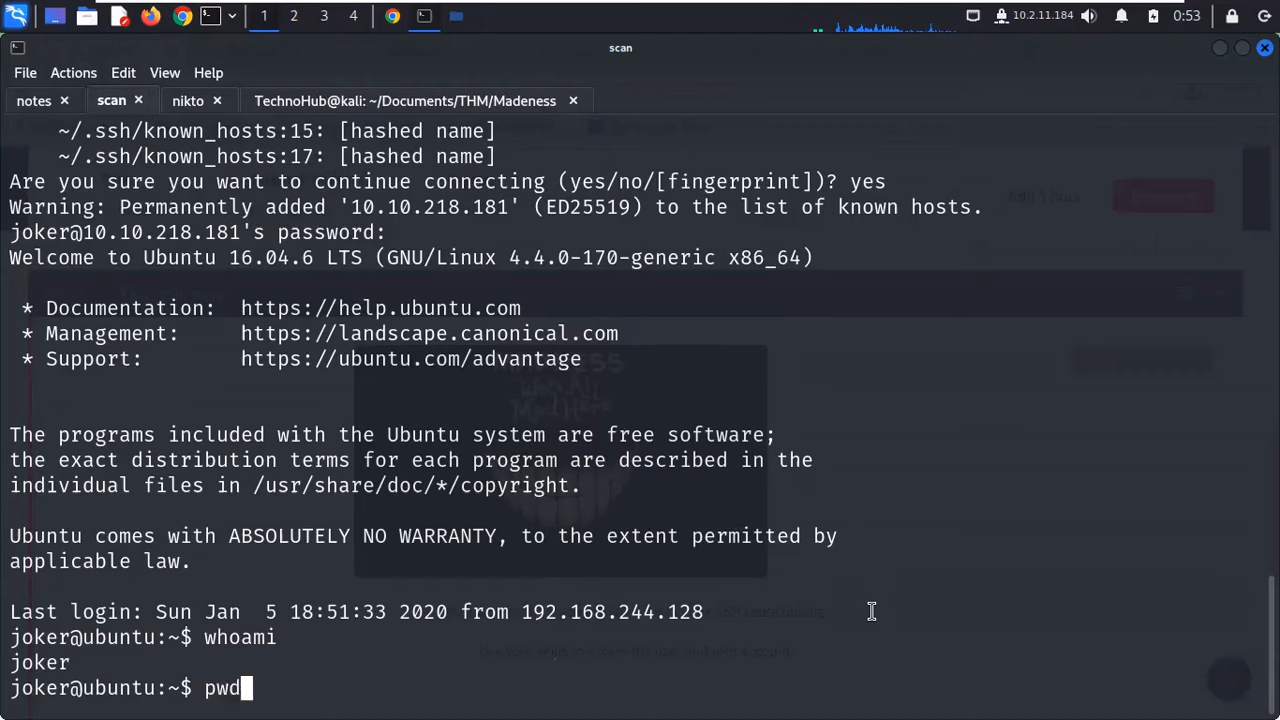 1 2 3 4 10.2.11.184 0:53
scan
File Actions Edit View Help
notes scan nikto TechnoHub@kali: ~/Documents/THM/Madeness
~/.ssh/known_hosts:15: [hashed name]
~/.ssh/known_hosts:17: [hashed name]
Are you sure you want to continue connecting (yes/no/[fingerprint])? yes
Warning: Permanently added '10.10.218.181' (ED25519) to the list of known hosts.
joker@10.10.218.181's password:
Welcome to Ubuntu 16.04.6 LTS (GNU/Linux 4.4.0-170-generic x86_64)
* Documentation: https://help.ubuntu.com
* Management: https://landscape.canonical.com
* Support: https://ubuntu.com/advantage
The programs included with the Ubuntu system are free software;
the exact distribution terms for each program are described in the
individual files in /usr/share/doc/*/copyright.
Ubuntu comes with ABSOLUTELY NO WARRANTY, to the extent permitted by
applicable law.
Last login: Sun Jan 5 18:51:33 2020 from 192.168.244.128
joker@ubuntu:~$ whoami
joker
joker@ubuntu:~$ pwd